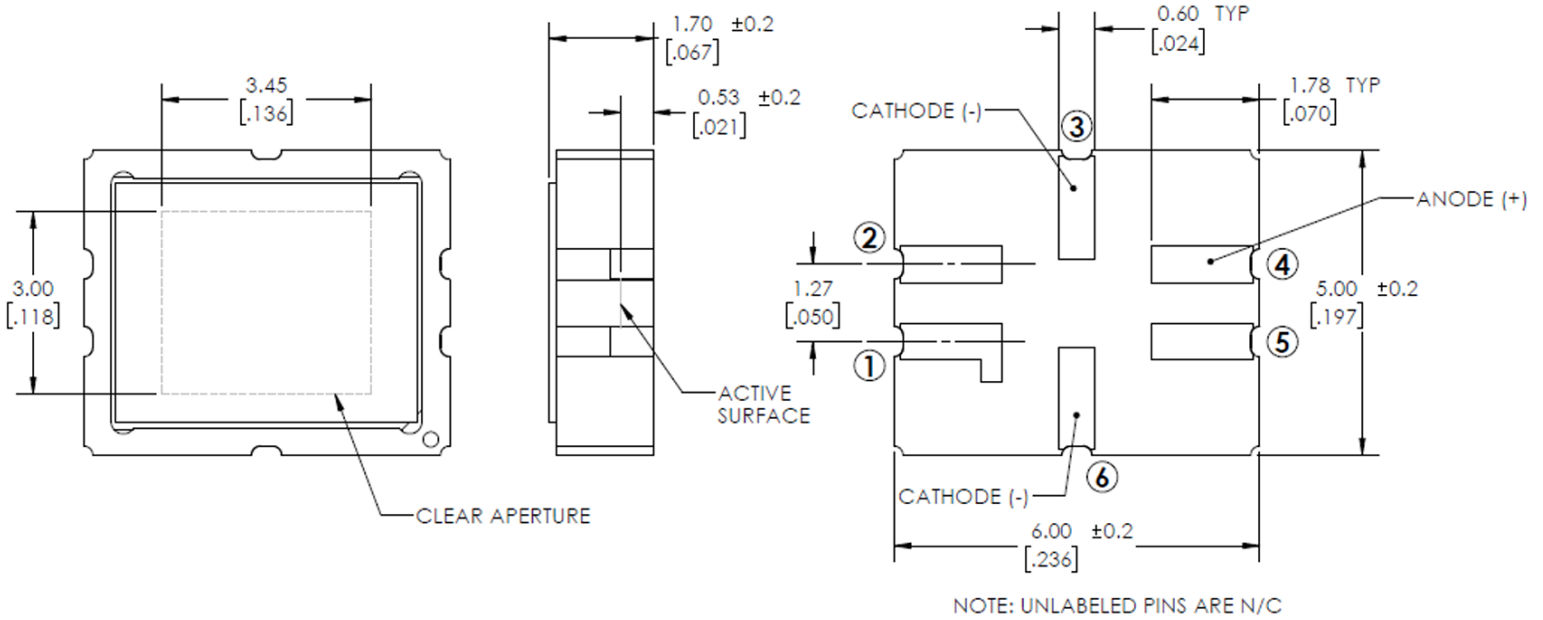 3.45
[.136]
3.00
[.118]
CLEAR APERTURE
1.70 ±0.2
[.067]
0.53 ±0.2
[.021]
ACTIVE
SURFACE
0.60 TYP
[.024]
1.78 TYP
[.070]
CATHODE (-)
3
ANODE (+)
2
4
1.27
[.050]
5.00 ±0.2
[.197]
1
5
CATHODE (-)
6
6.00 ±0.2
[.236]
NOTE: UNLABELED PINS ARE N/C